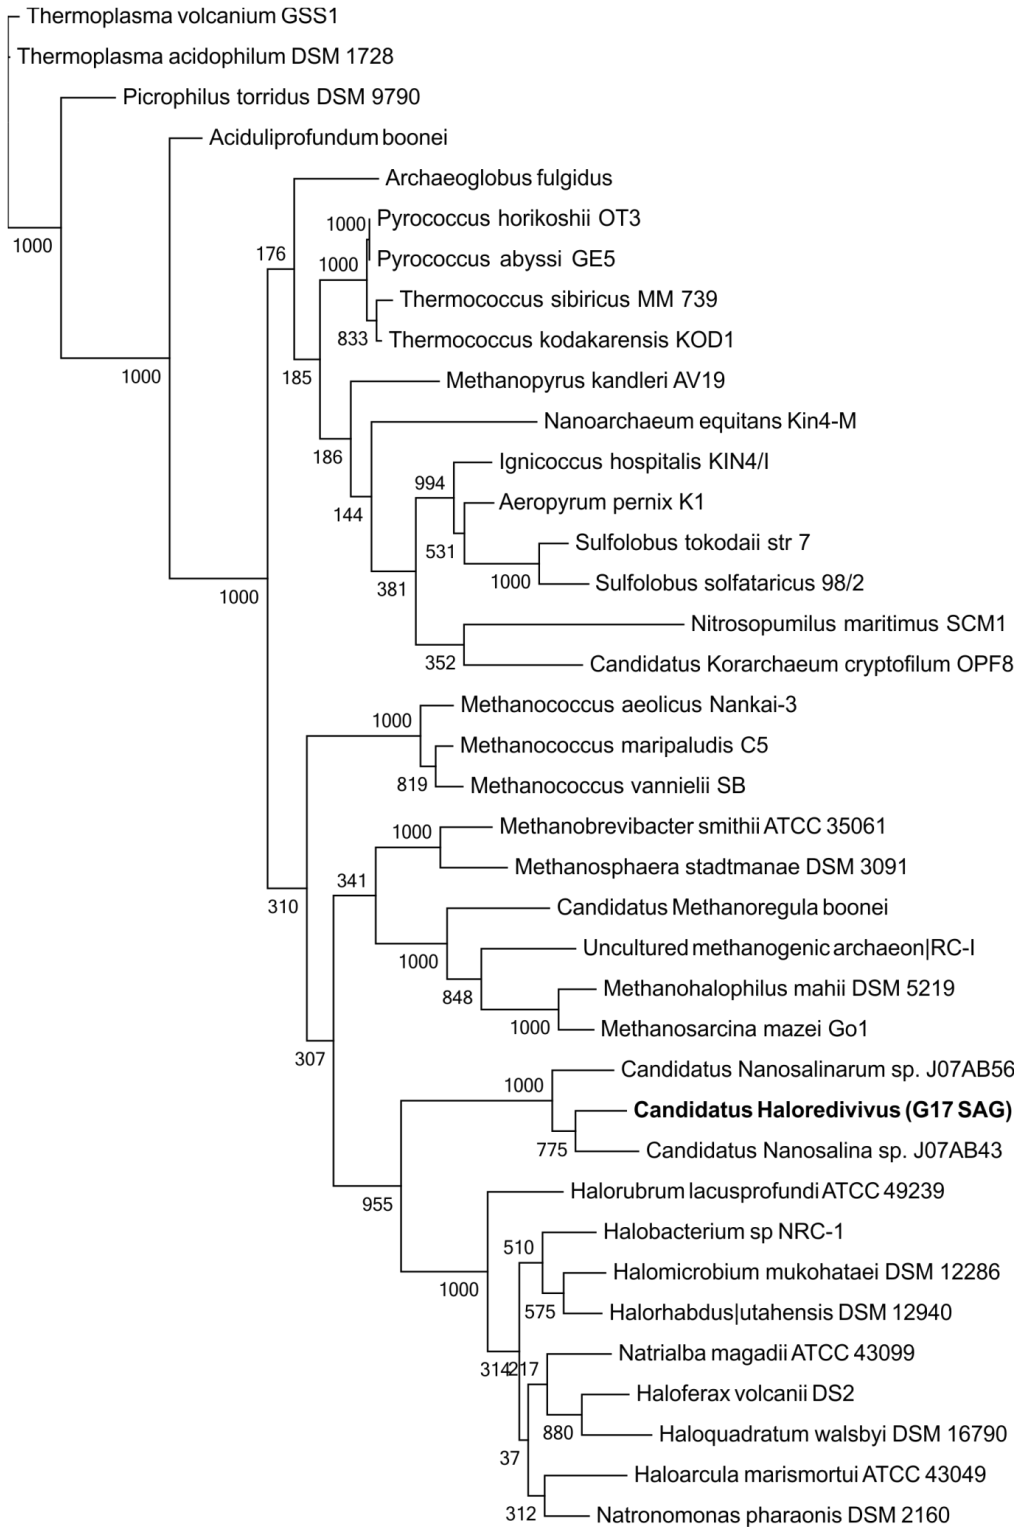 Thermoplasma volcanium GSS1
Thermoplasma acidophilum DSM 1728
Picrophilus torridus DSM 9790
Aciduliprofundum boonei
Archaeoglobus fulgidus
1000 Pyrococcus horikoshii OT3
1000
176
1000
Pyrococcus abyssi GE5
Thermococcus sibiricus MM 739
833 Thermococcus kodakarensis KOD1
1000
185
Methanopyrus kandleri AV19
Nanoarchaeum equitans Kin4-M
186
Ignicoccus hospitalis KIN4/I
994
Aeropyrum pernix K1
144
Sulfolobus tokodaii str 7
531
1000 Sulfolobus solfataricus 98/2
381
1000
Nitrosopumilus maritimus SCM1
352 Candidatus Korarchaeum cryptofilum OPF8
Methanococcus aeolicus Nankai-3
1000
Methanococcus maripaludis C5
819 Methanococcus vannielii SB
Methanobrevibacter smithii ATCC 35061
1000
Methanosphaera stadtmanae DSM 3091
341
310
Candidatus Methanoregula boonei
Uncultured methanogenic archaeon|RC-I
1000
Methanohalophilus mahii DSM 5219
848
1000 Methanosarcina mazei Go1
307
Candidatus Nanosalinarum sp. J07AB56
1000
Candidatus Haloredivivus (G17 SAG)
775 Candidatus Nanosalina sp. J07AB43
Halorubrum lacusprofundi ATCC 49239
955
Halobacterium sp NRC-1
510
Halomicrobium mukohataei DSM 12286
1000
575 Halorhabdus|utahensis DSM 12940
Natrialba magadii ATCC 43099
314 217
Haloferax volcanii DS2
880 Haloquadratum walsbyi DSM 16790
37
Haloarcula marismortui ATCC 43049
312 Natronomonas pharaonis DSM 2160